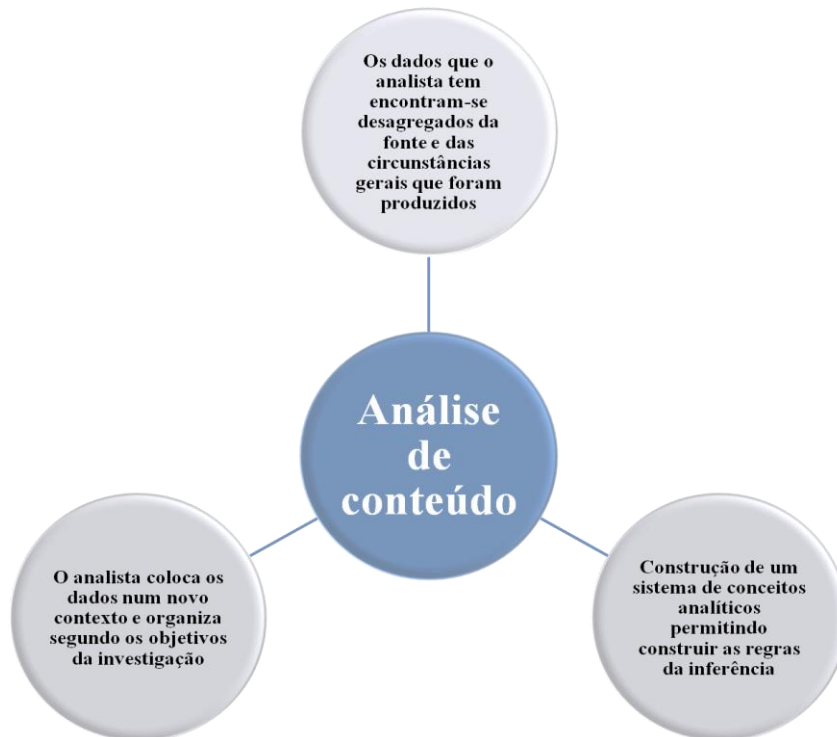 Os dados que o
analista tem
encontram-se
desagregados da
fonte e das
circunstâncias
gerais que foram
produzidos
Análise
de
conteúdo
O analista coloca os
dados num novo
contexto e organiza
segundo os objetivos
da investigação
Construção de um
sistema de conceitos
analíticos
permitindo
construir as regras
da inferência